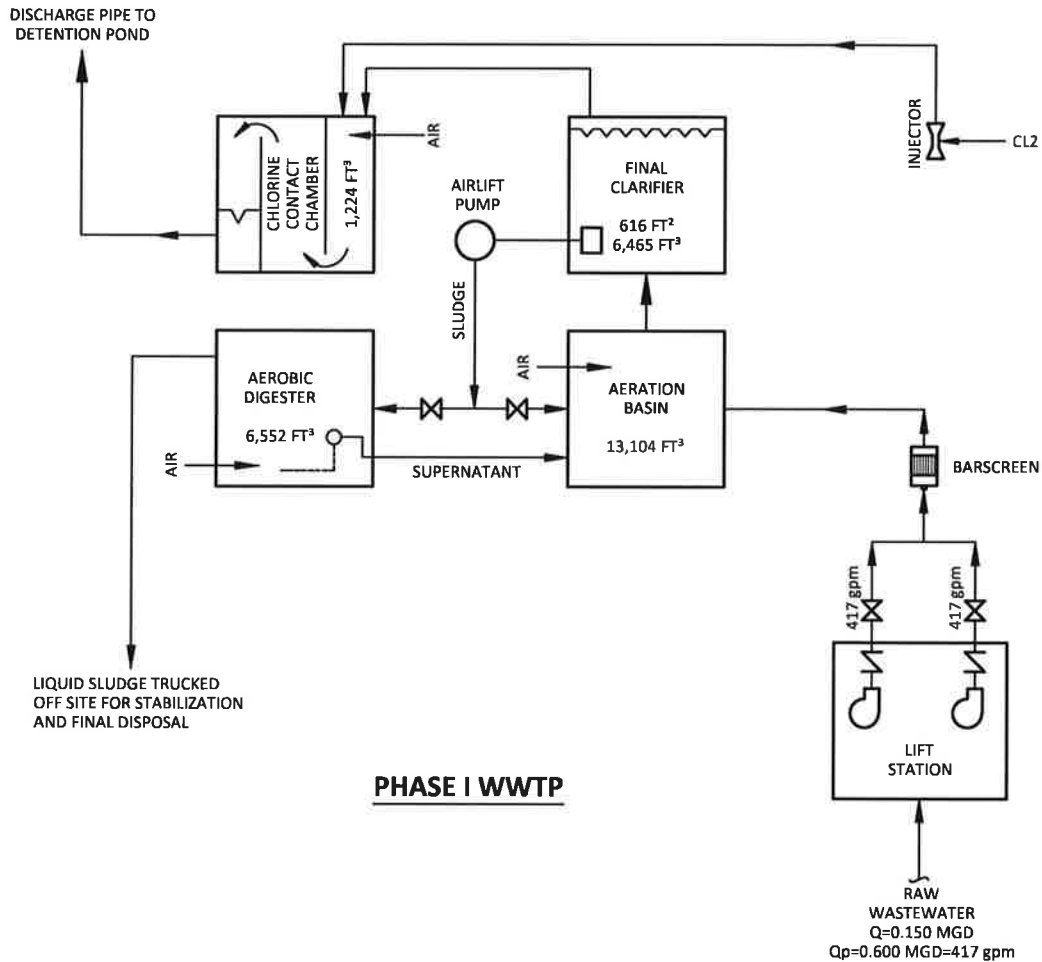 DISCHARGE PIPE TO
DETENTION POND
INJECTOR
CL2
AIR
CHLORINE
CONTACT
CHAMBER
1,224 FT³
AIRLIFT
PUMP
FINAL
CLARIFIER
616 FT²
6,465 FT³
SLUDGE
AEROBIC
DIGESTER
6,552 FT³
AIR
SUPERNATANT
AIR
AERATION
BASIN
13,104 FT³
BARSCREEN
417 gpm
417 gpm
LIFT
STATION
LIQUID SLUDGE TRUCKED
OFF SITE FOR STABILIZATION
AND FINAL DISPOSAL
PHASE I WWTP
RAW
WASTEWATER
Q=0.150 MGD
Qp=0.600 MGD=417 gpm